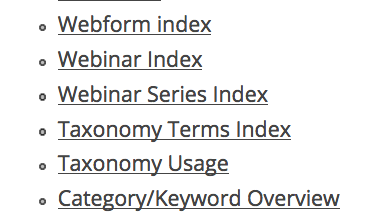 Webform index
Webinar Index
Webinar Series Index
Taxonomy Terms Index
Taxonomy Usage
Category/Keyword Overview